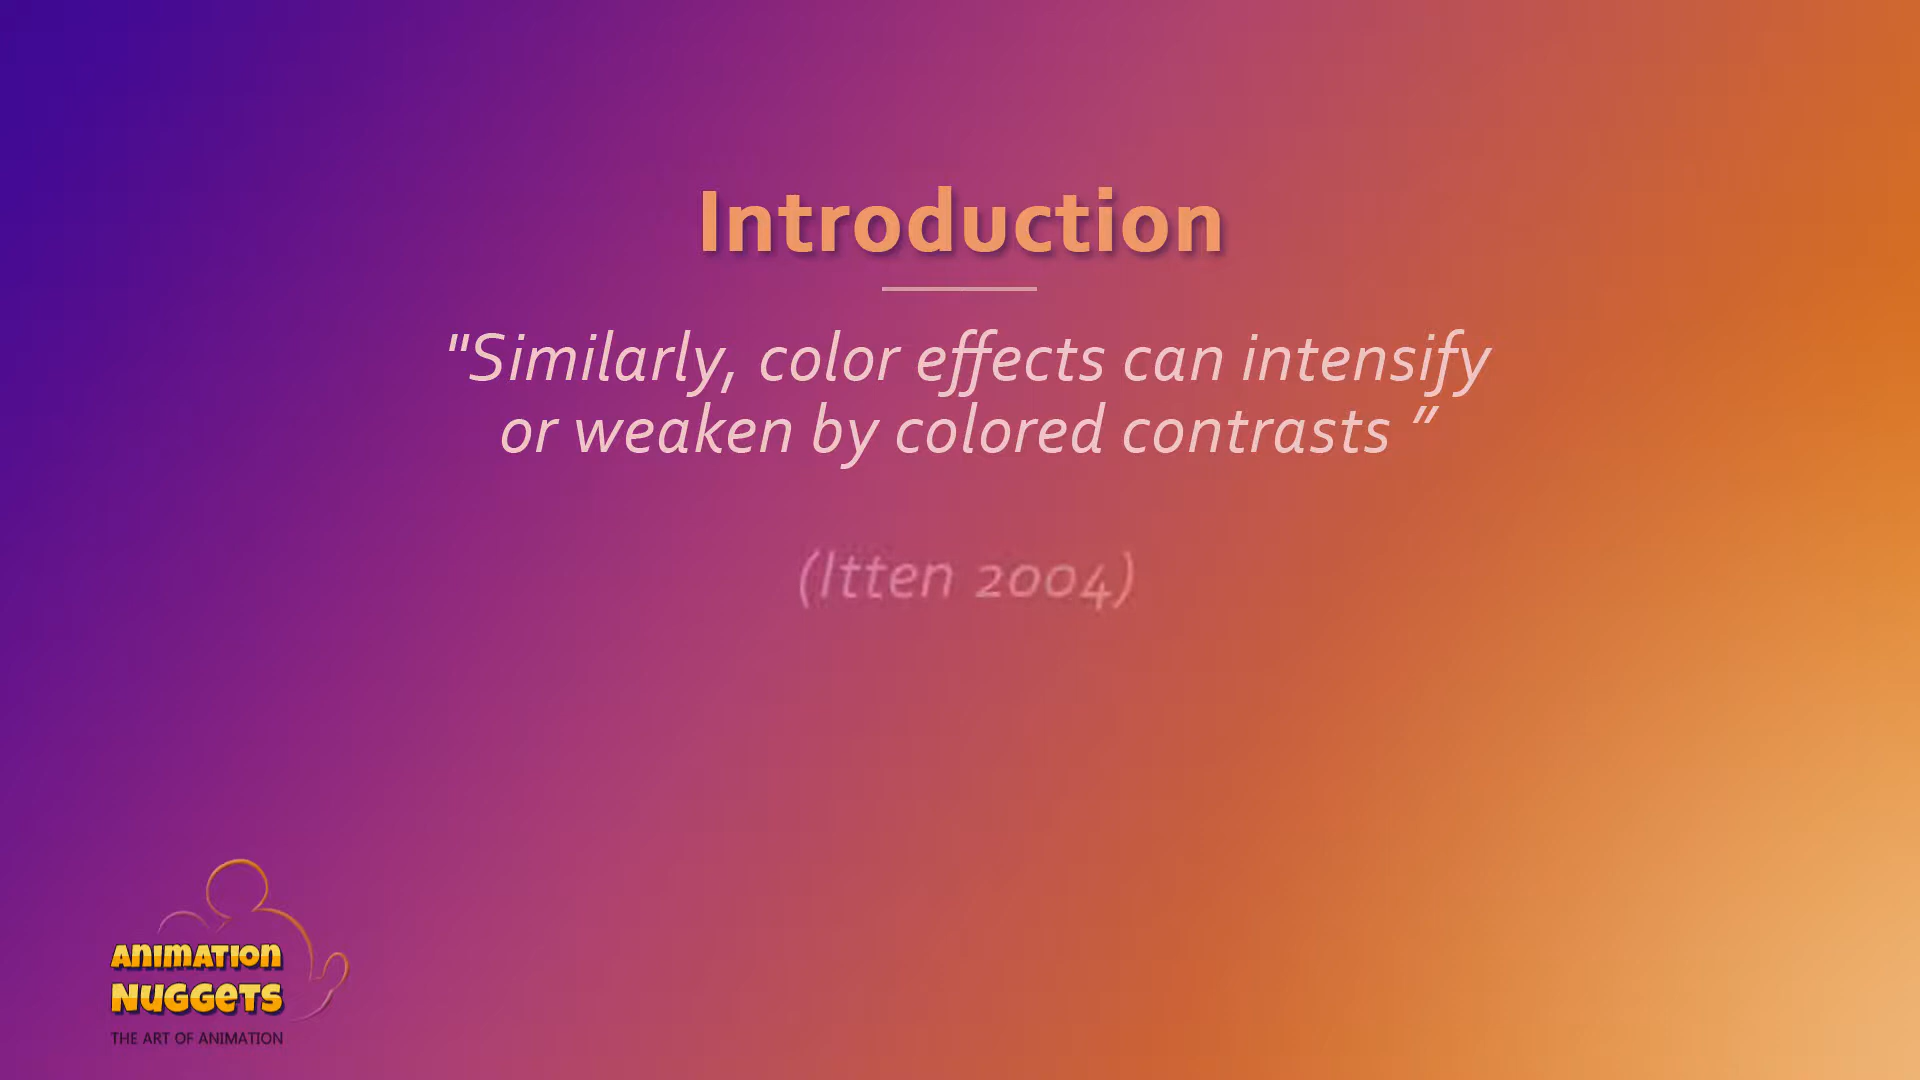 Introduction
"Similarly, color effects can intensify
or weaken by colored contrasts ”
(Itten 2004)
ANIMATION
NUGGETS
THE ART OF ANIMATION